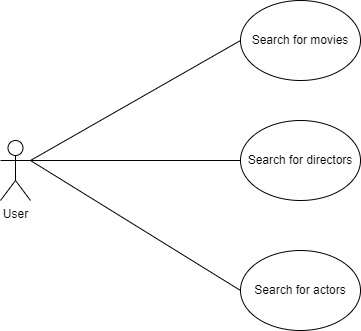 Search for movies
Search for directors
User
Search for actors